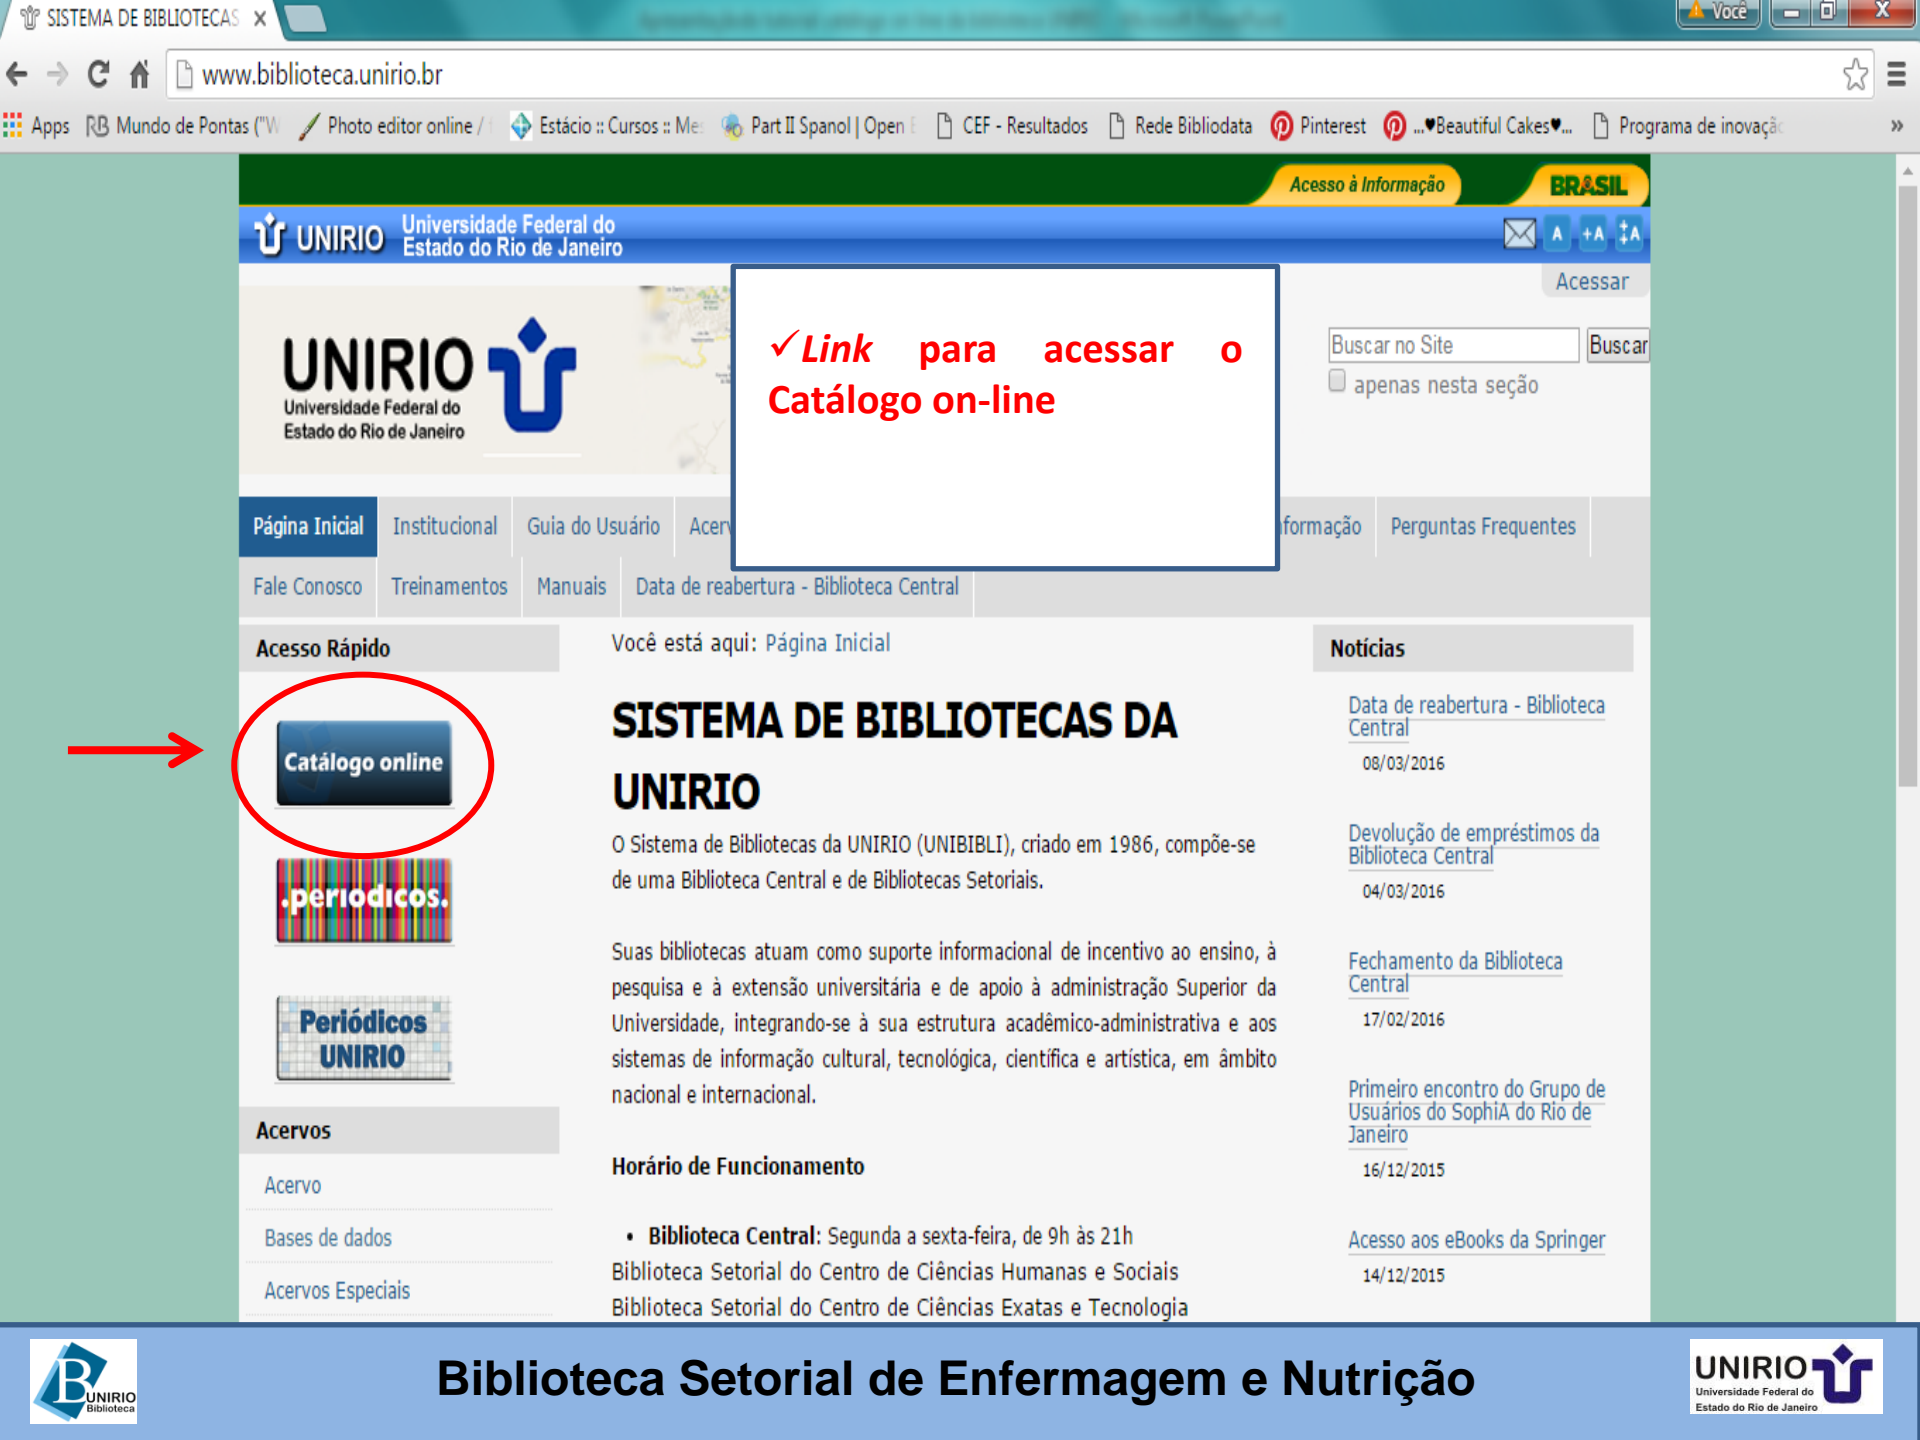 SISTEMA DE BIBLIOTECAS
Você
www.biblioteca.unirio.br
Apps
Mundo de Pontas ("W
Photo editor online /
Estácio :: Cursos :: Me
Part II Spanol | Open
CEF - Resultados
Rede Bibliodata
Pinterest
...♥Beautiful Cakes♥...
Programa de inovaçã
»
Acesso à Informação
BRASIL
UNIRIO
Universidade Federal do
Estado do Rio de Janeiro
A +A ‡A
Acessar
UNIRIO
Universidade Federal do
Estado do Rio de Janeiro
✓Link para acessar o
Catálogo on-line
Buscar no Site
Buscar
apenas nesta seção
Página Inicial
Institucional
Guia do Usuário
Acer
formação
Perguntas Frequentes
Fale Conosco
Treinamentos
Manuais
Data de reabertura - Biblioteca Central
Acesso Rápido
Catálogo online
.periodicos.
Periódicos
UNIRIO
Acervos
Acervo
Bases de dados
Acervos Especiais
Você está aqui: Página Inicial
SISTEMA DE BIBLIOTECAS DA
UNIRIO
O Sistema de Bibliotecas da UNIRIO (UNIBIBLI), criado em 1986, compõe-se
de uma Biblioteca Central e de Bibliotecas Setoriais.
Suas bibliotecas atuam como suporte informacional de incentivo ao ensino, à
pesquisa e à extensão universitária e de apoio à administração Superior da
Universidade, integrando-se à sua estrutura acadêmico-administrativa e aos
sistemas de informação cultural, tecnológica, científica e artística, em âmbito
nacional e internacional.
Horário de Funcionamento
• Biblioteca Central: Segunda a sexta-feira, de 9h às 21h
Biblioteca Setorial do Centro de Ciências Humanas e Sociais
Biblioteca Setorial do Centro de Ciências Exatas e Tecnologia
Notícias
Data de reabertura - Biblioteca
Central
08/03/2016
Devolução de empréstimos da
Biblioteca Central
04/03/2016
Fechamento da Biblioteca
Central
17/02/2016
Primeiro encontro do Grupo de
Usuários do SophiA do Rio de
Janeiro
16/12/2015
Acesso aos eBooks da Springer
14/12/2015
B UNIRIO
Biblioteca
Biblioteca Setorial de Enfermagem e Nutrição
UNIRIO
Universidade Federal do
Estado do Rio de Janeiro